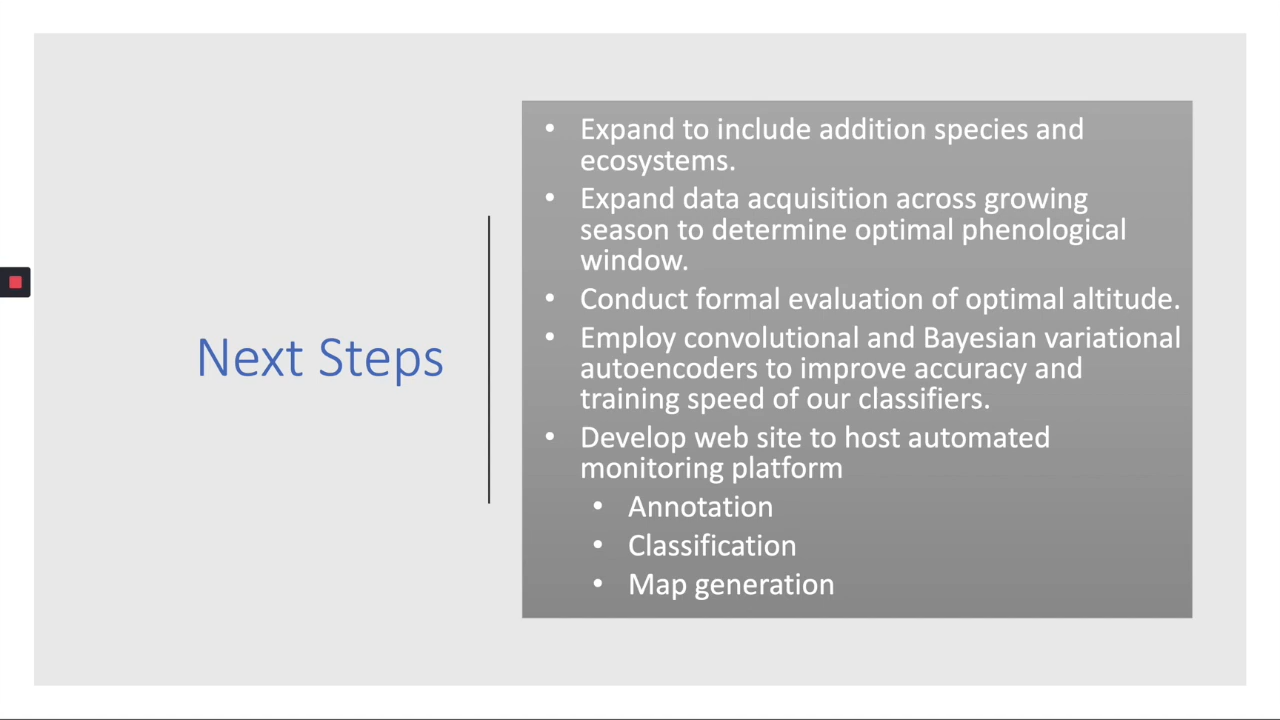 Next Steps
• Expand to include addition species and
ecosystems.
• Expand data acquisition across growing
season to determine optimal phenological
window.
• Conduct formal evaluation of optimal altitude.
• Employ convolutional and Bayesian variational
autoencoders to improve accuracy and
training speed of our classifiers.
• Develop web site to host automated
monitoring platform
• Annotation
• Classification
• Map generation